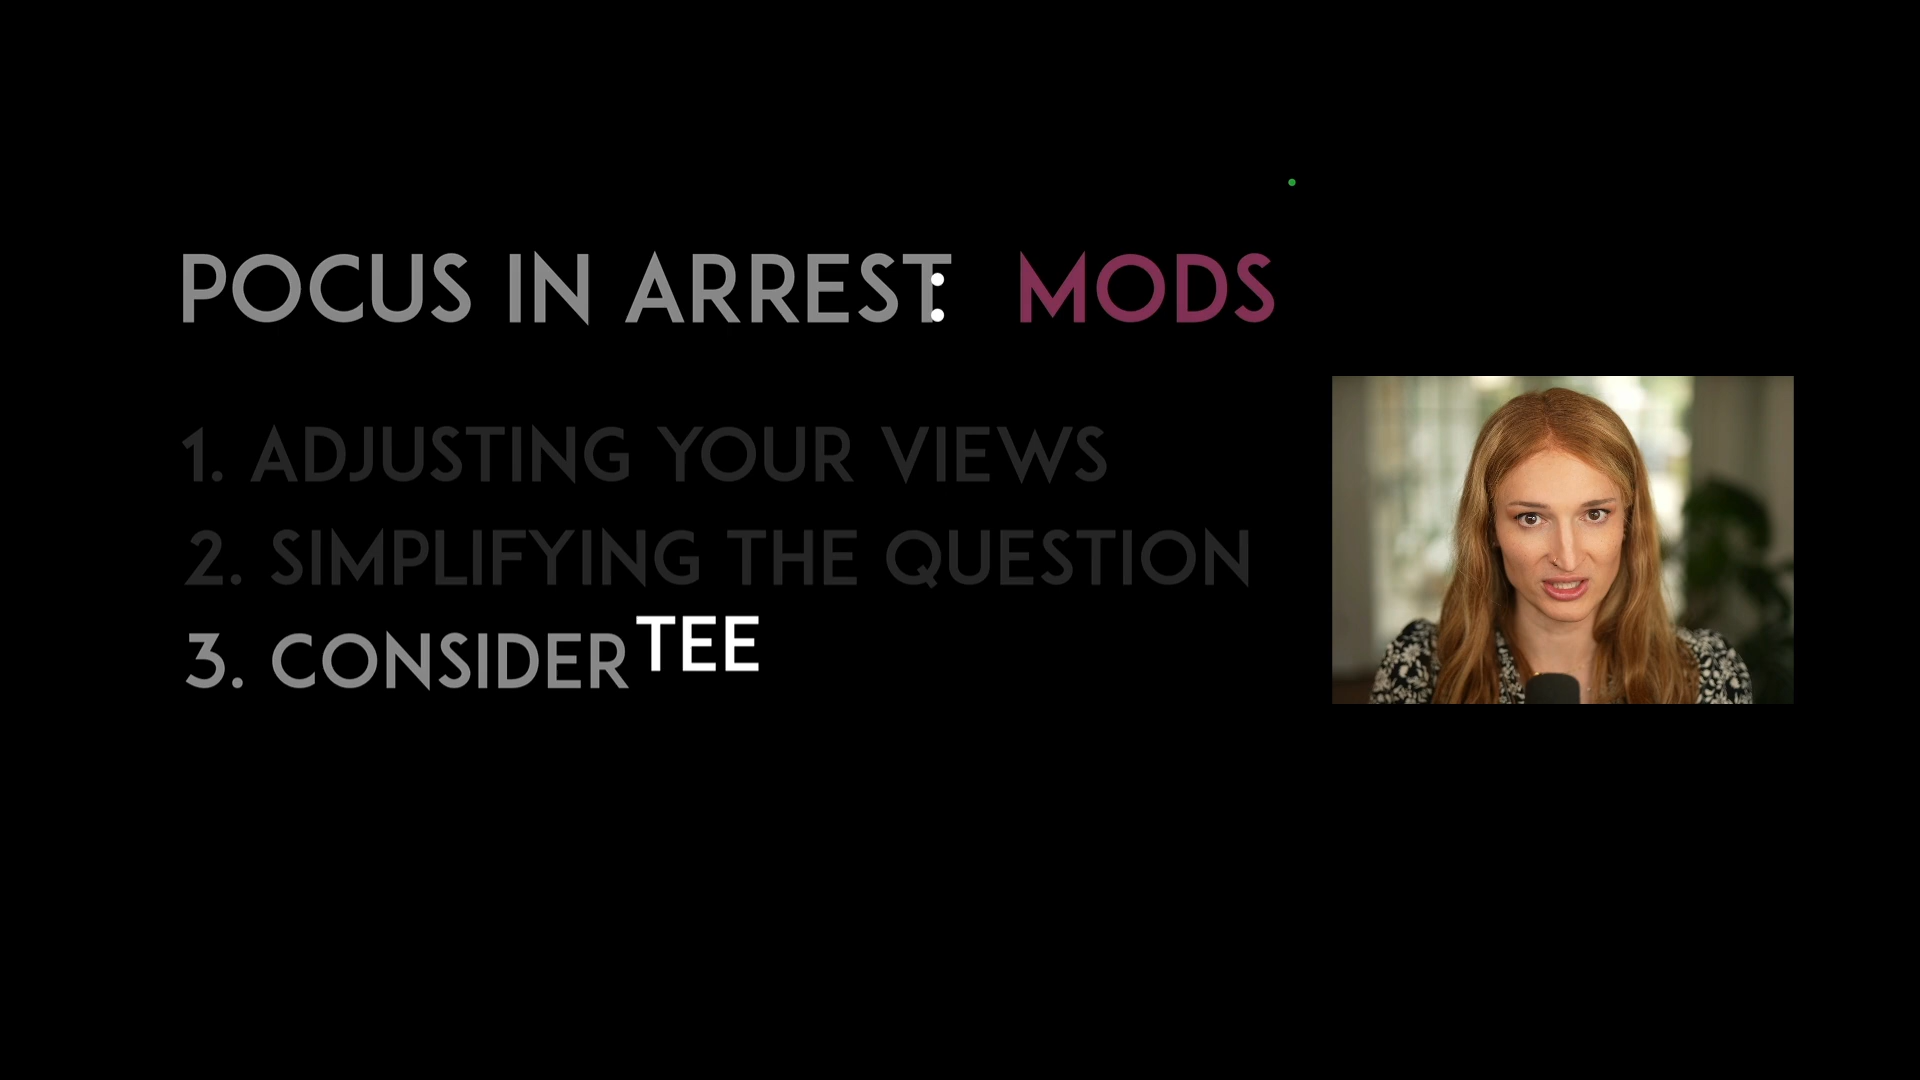 POCUS IN ARREST: MODS
1. ADJUSTING YOUR VIEWS
2. SIMPLIFYING THE QUESTION
3. CONSIDER TEE